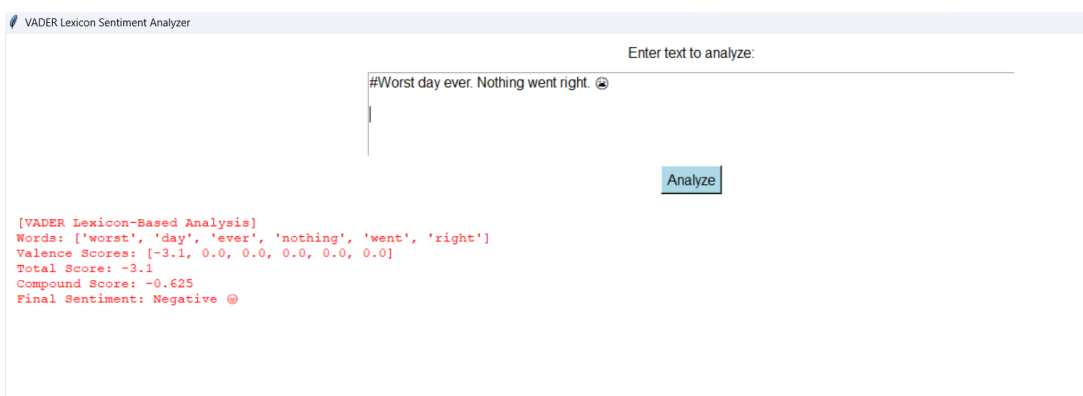 VADER Lexicon Sentiment Analyzer
Enter text to analyze:
#Worst day ever. Nothing went right. 😭
Analyze
[VADER Lexicon-Based Analysis]
Words: ['worst', 'day', 'ever', 'nothing', 'went', 'right']
Valence Scores: [-3.1, 0.0, 0.0, 0.0, 0.0, 0.0]
Total Score: -3.1
Compound Score: -0.625
Final Sentiment: Negative